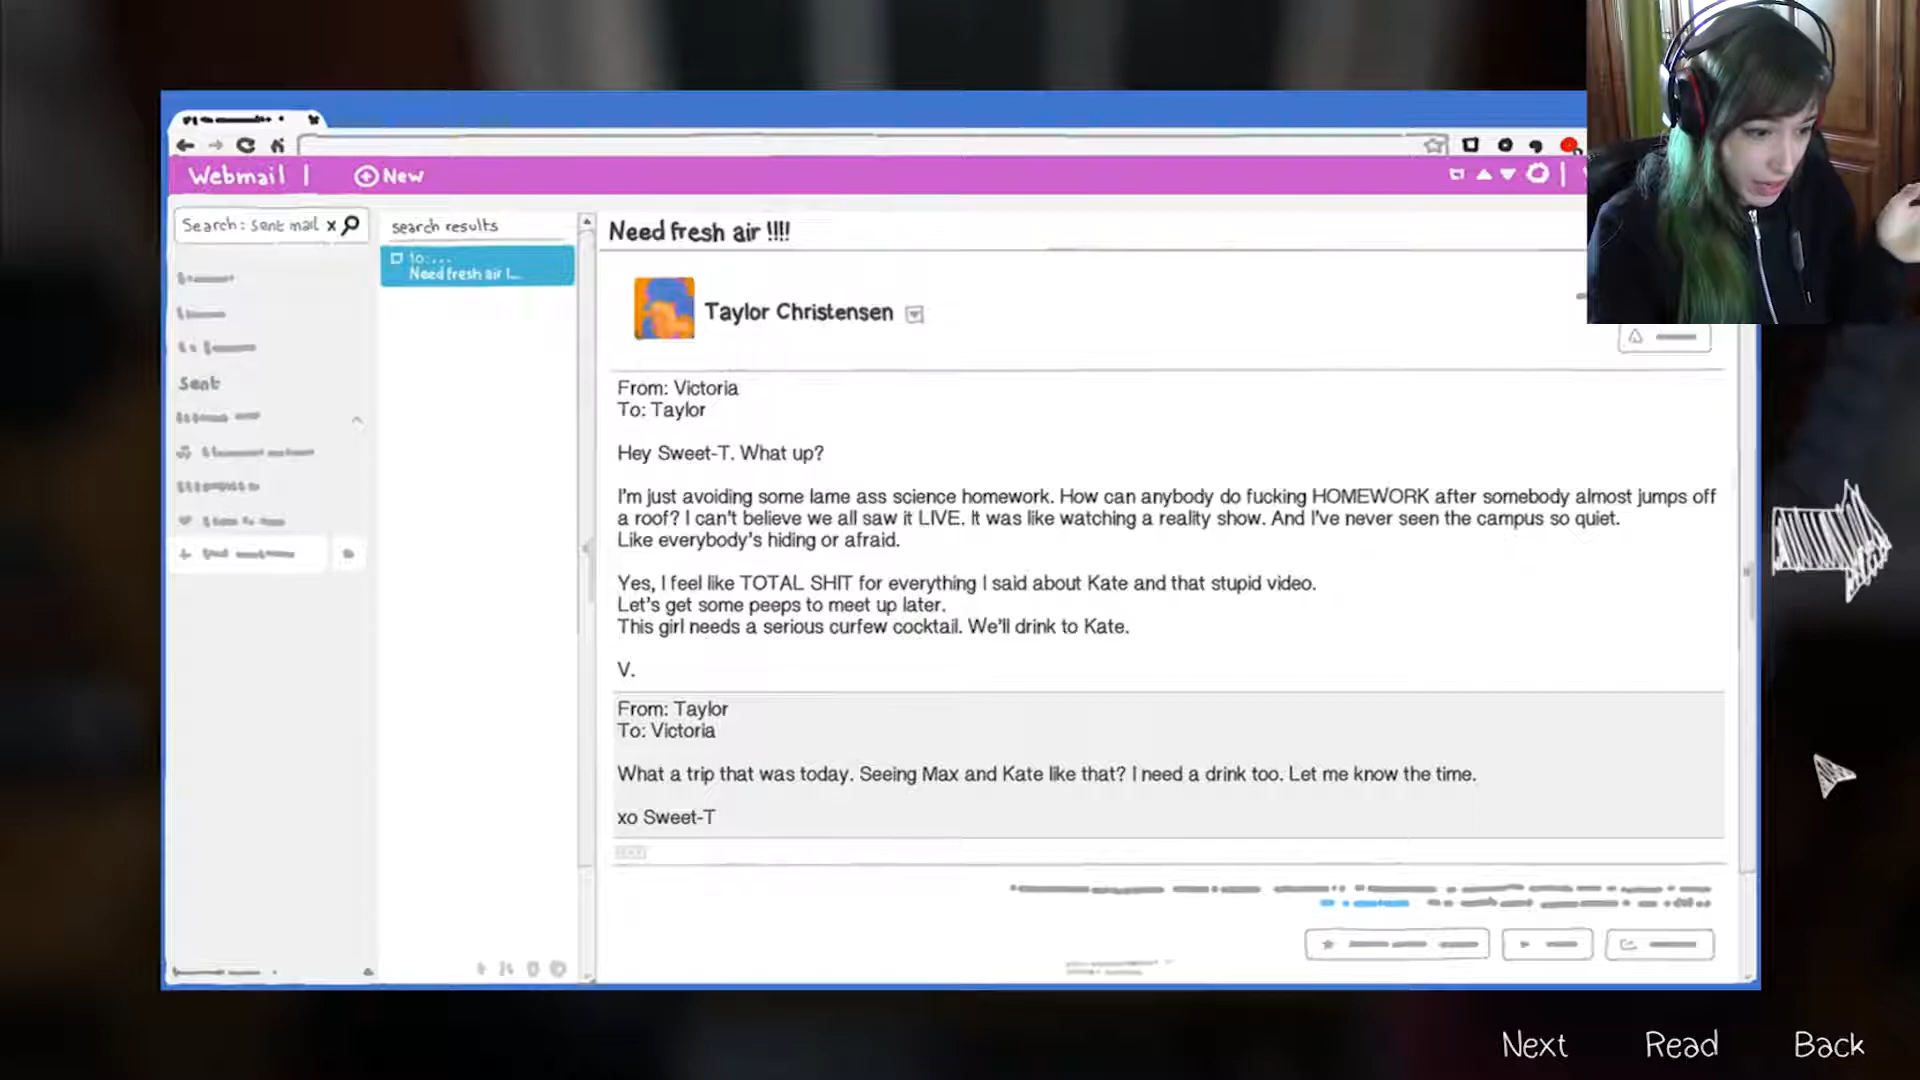 Webmail
New
Search: sent mail x
search results
to:...
Need fresh air !...
Sent
Need fresh air !!!!
Taylor Christensen
From: Victoria
To: Taylor
Hey Sweet-T. What up?
I'm just avoiding some lame ass science homework. How can anybody do fucking HOMEWORK after somebody almost jumps off
a roof? I can't believe we all saw it LIVE. It was like watching a reality show. And I've never seen the campus so quiet.
Like everybody's hiding or afraid.
Yes, I feel like TOTAL SHIT for everything I said about Kate and that stupid video.
Let's get some peeps to meet up later.
This girl needs a serious curfew cocktail. We'll drink to Kate.
V.
From: Taylor
To: Victoria
What a trip that was today. Seeing Max and Kate like that? I need a drink too. Let me know the time.
xo Sweet-T
Next
Read
Back